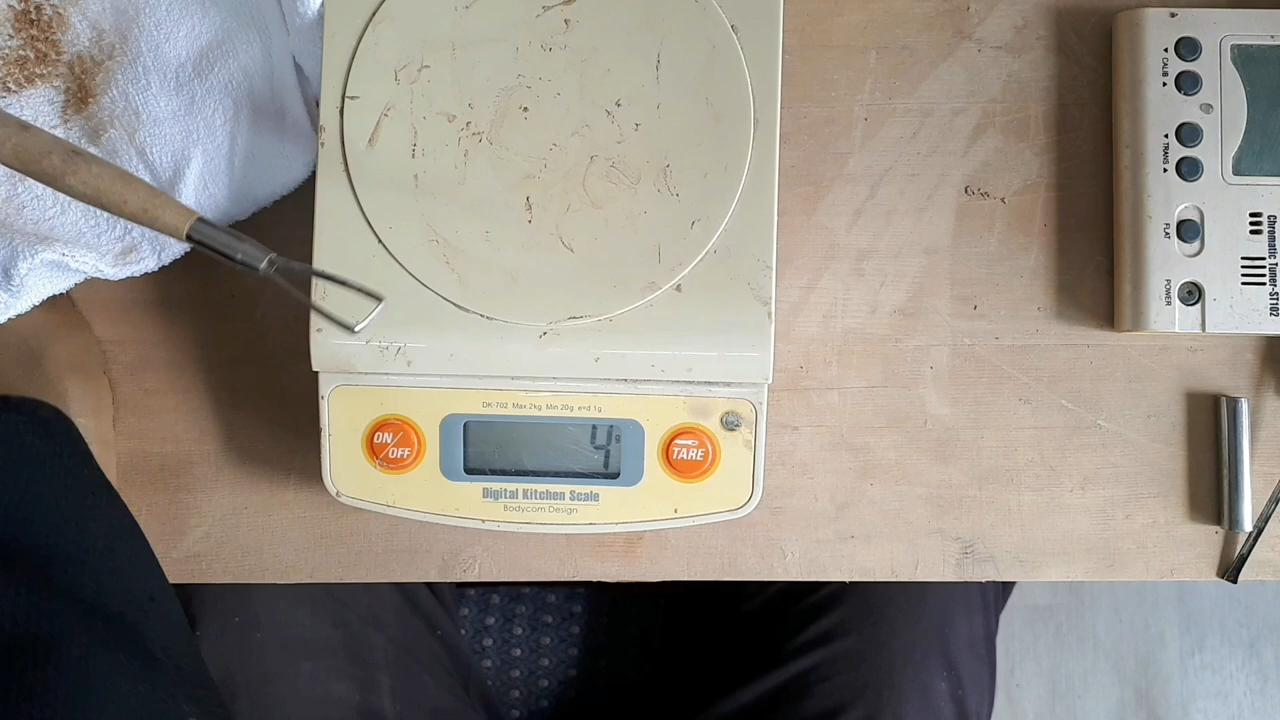 DK-702 Max 2kg Min 20g e=d 1g
ON/OFF
4g
TARE
Digital Kitchen Scale
Bodycom Design
▼ CALIB ▲
▼ TRANS ▲
FLAT
POWER
Chromatic Tuner-ST102